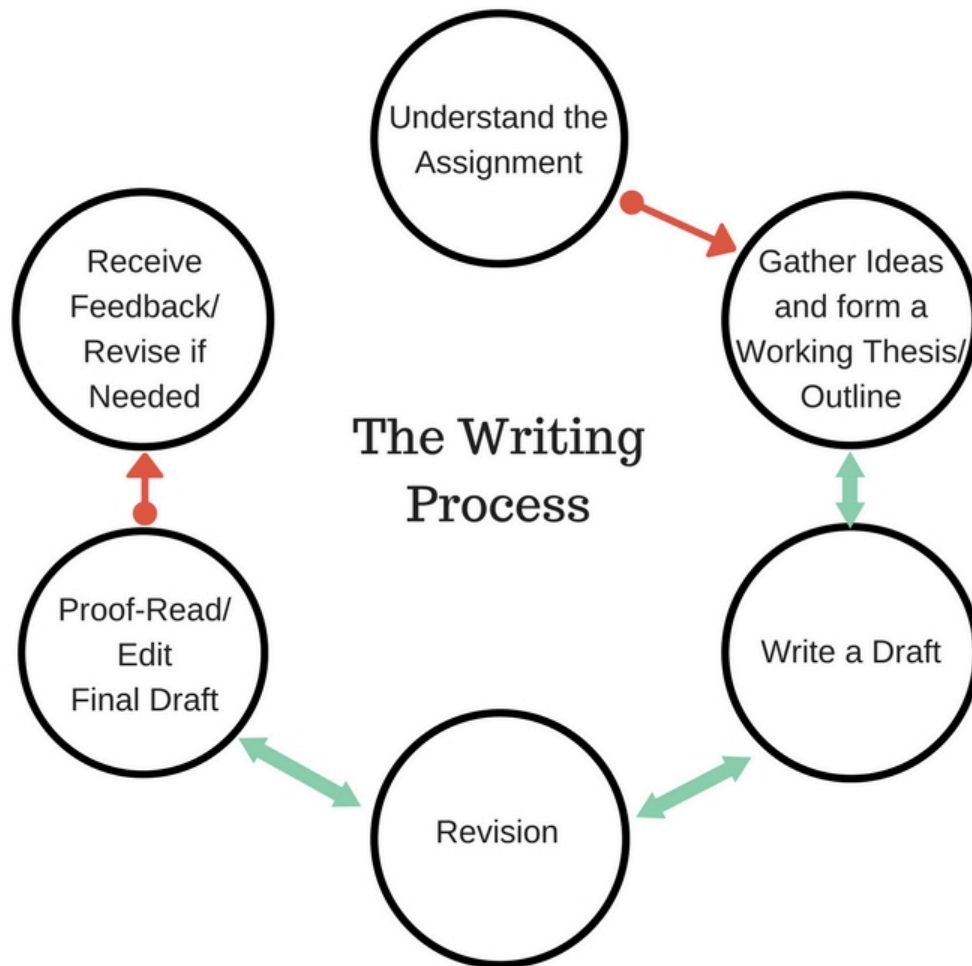 Understand the
Assignment
Gather Ideas
and form a
Working Thesis/
Outline
Write a Draft
Revision
Proof-Read/
Edit
Final Draft
Receive
Feedback/
Revise if
Needed
The Writing
Process